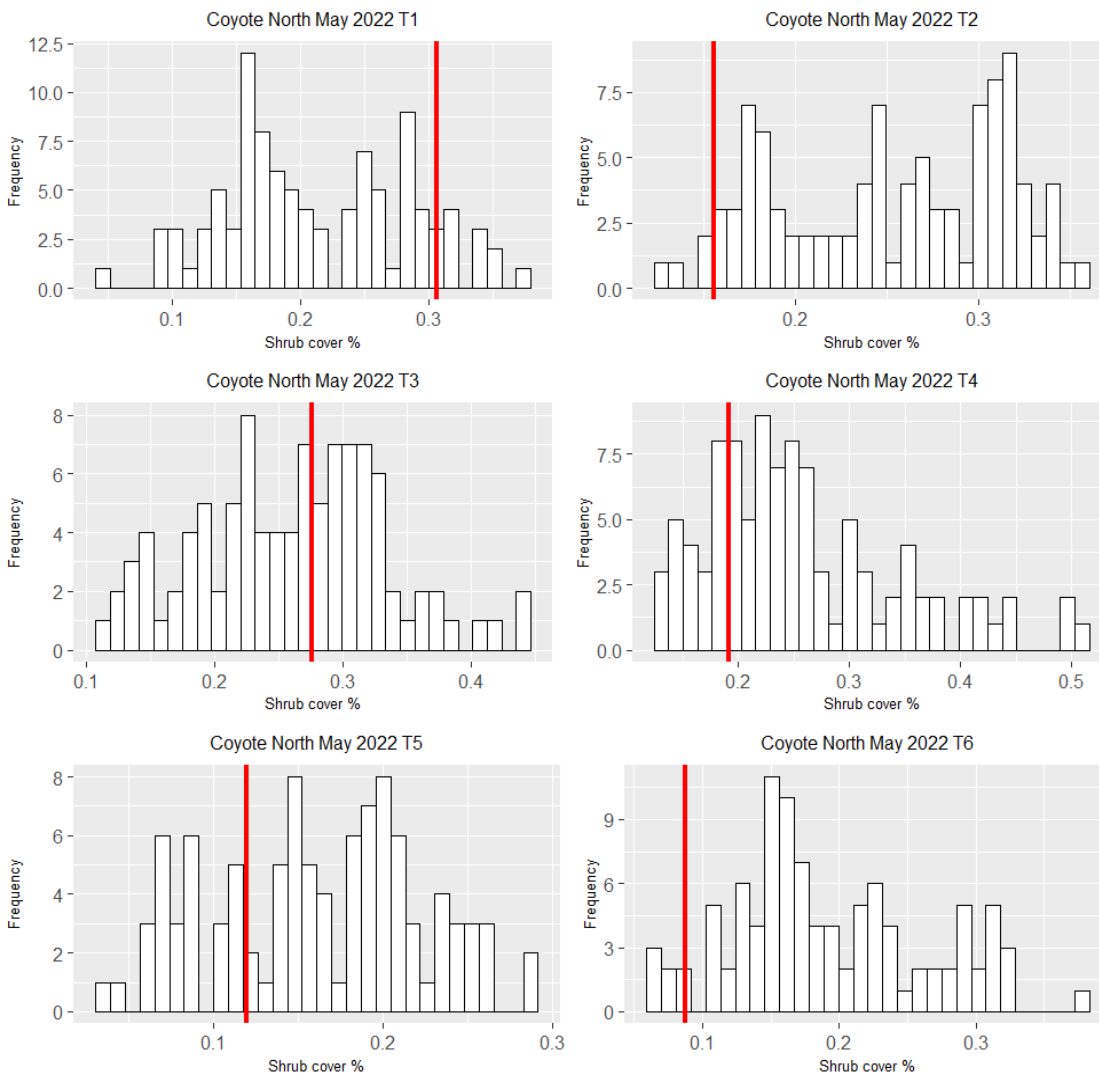 Coyote North May 2022 T1
12.5
10.0
7.5
5.0
2.5
0.0
Frequency
0.1 0.2 0.3
Shrub cover %
Coyote North May 2022 T2
7.5
5.0
2.5
0.0
Frequency
0.2 0.3
Shrub cover %
Coyote North May 2022 T3
8
6
4
2
0
Frequency
0.1 0.2 0.3 0.4
Shrub cover %
Coyote North May 2022 T4
7.5
5.0
2.5
0.0
Frequency
0.2 0.3 0.4 0.5
Shrub cover %
Coyote North May 2022 T5
8
6
4
2
0
Frequency
0.1 0.2 0.3
Shrub cover %
Coyote North May 2022 T6
9
6
3
0
Frequency
0.1 0.2 0.3
Shrub cover %